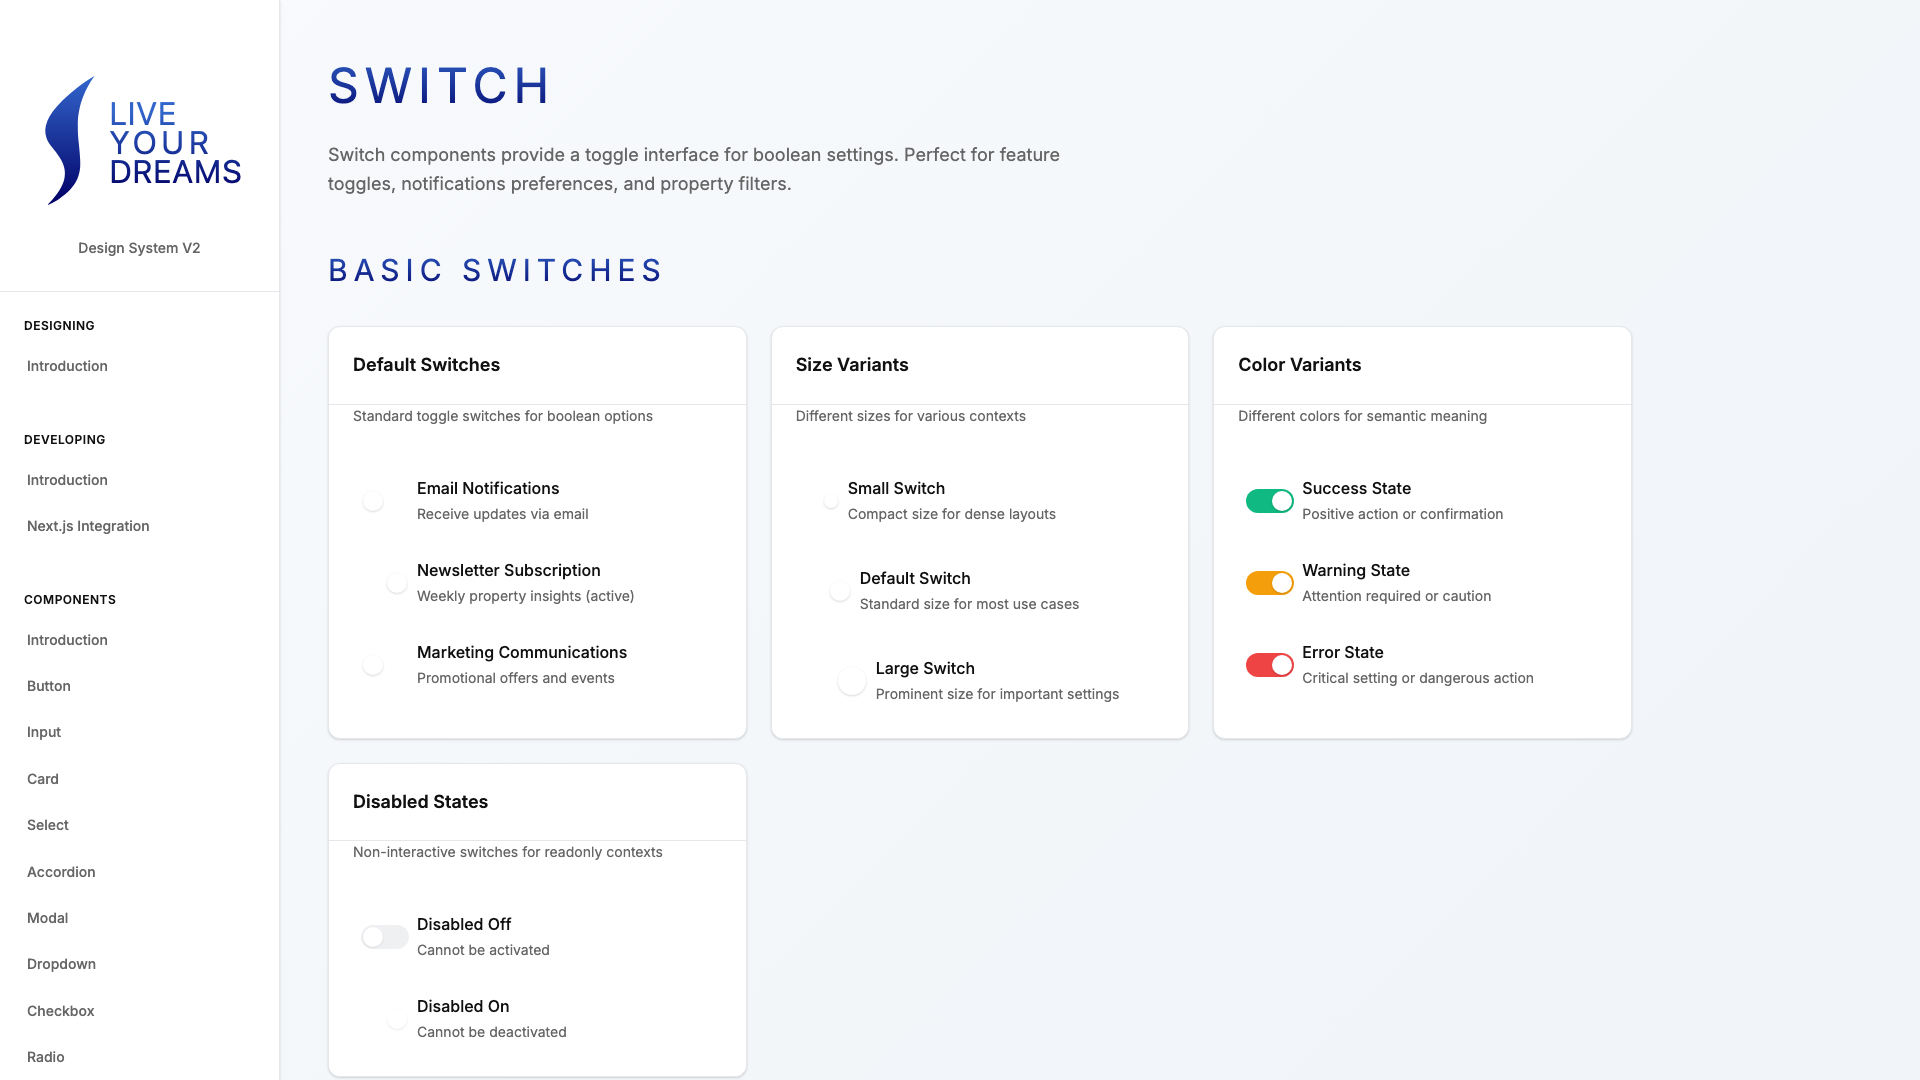 LIVE
YOUR
DREAMS
Design System V2
DESIGNING
Introduction
DEVELOPING
Introduction
Next.js Integration
COMPONENTS
Introduction
Button
Input
Card
Select
Accordion
Modal
Dropdown
Checkbox
Radio
SWITCH
Switch components provide a toggle interface for boolean settings. Perfect for feature
toggles, notifications preferences, and property filters.
BASIC SWITCHES
Default Switches
Standard toggle switches for boolean options
Email Notifications
Receive updates via email
Newsletter Subscription
Weekly property insights (active)
Marketing Communications
Promotional offers and events
Size Variants
Different sizes for various contexts
Small Switch
Compact size for dense layouts
Default Switch
Standard size for most use cases
Large Switch
Prominent size for important settings
Color Variants
Different colors for semantic meaning
Success State
Positive action or confirmation
Warning State
Attention required or caution
Error State
Critical setting or dangerous action
Disabled States
Non-interactive switches for readonly contexts
Disabled Off
Cannot be activated
Disabled On
Cannot be deactivated